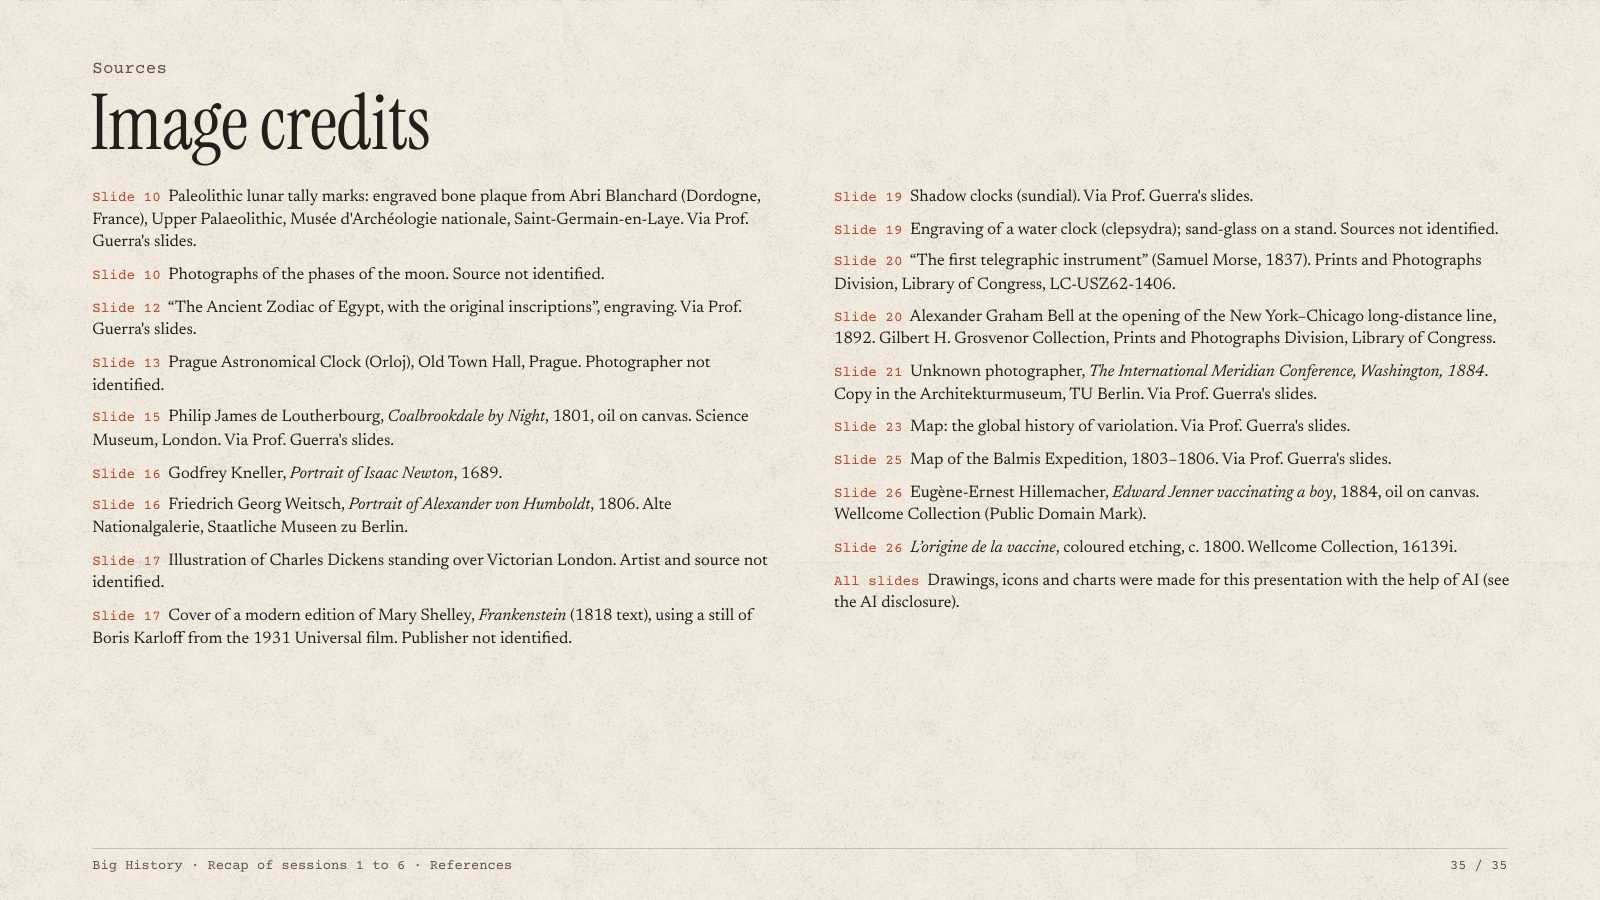 Sources
Image credits
Slide 10 Paleolithic lunar tally marks: engraved bone plaque from Abri Blanchard (Dordogne,
France), Upper Palaeolithic, Musée d'Archéologie nationale, Saint-Germain-en-Laye. Via Prof.
Guerra's slides.
Slide 10 Photographs of the phases of the moon. Source not identified.
Slide 12 “The Ancient Zodiac of Egypt, with the original inscriptions”, engraving. Via Prof.
Guerra's slides.
Slide 13 Prague Astronomical Clock (Orloj), Old Town Hall, Prague. Photographer not
identified.
Slide 15 Philip James de Loutherbourg, Coalbrookdale by Night, 1801, oil on canvas. Science
Museum, London. Via Prof. Guerra's slides.
Slide 16 Godfrey Kneller, Portrait of Isaac Newton, 1689.
Slide 16 Friedrich Georg Weitsch, Portrait of Alexander von Humboldt, 1806. Alte
Nationalgalerie, Staatliche Museen zu Berlin.
Slide 17 Illustration of Charles Dickens standing over Victorian London. Artist and source not
identified.
Slide 17 Cover of a modern edition of Mary Shelley, Frankenstein (1818 text), using a still of
Boris Karloff from the 1931 Universal film. Publisher not identified.
Slide 19 Shadow clocks (sundial). Via Prof. Guerra's slides.
Slide 19 Engraving of a water clock (clepsydra); sand-glass on a stand. Sources not identified.
Slide 20 “The first telegraphic instrument” (Samuel Morse, 1837). Prints and Photographs
Division, Library of Congress, LC-USZ62-1406.
Slide 20 Alexander Graham Bell at the opening of the New York–Chicago long-distance line,
1892. Gilbert H. Grosvenor Collection, Prints and Photographs Division, Library of Congress.
Slide 21 Unknown photographer, The International Meridian Conference, Washington, 1884.
Copy in the Architekturmuseum, TU Berlin. Via Prof. Guerra's slides.
Slide 23 Map: the global history of variolation. Via Prof. Guerra's slides.
Slide 25 Map of the Balmis Expedition, 1803–1806. Via Prof. Guerra's slides.
Slide 26 Eugène-Ernest Hillemacher, Edward Jenner vaccinating a boy, 1884, oil on canvas.
Wellcome Collection (Public Domain Mark).
Slide 26 L’origine de la vaccine, coloured etching, c. 1800. Wellcome Collection, 16139i.
All slides Drawings, icons and charts were made for this presentation with the help of AI (see
the AI disclosure).
Big History · Recap of sessions 1 to 6 · References
35 / 35